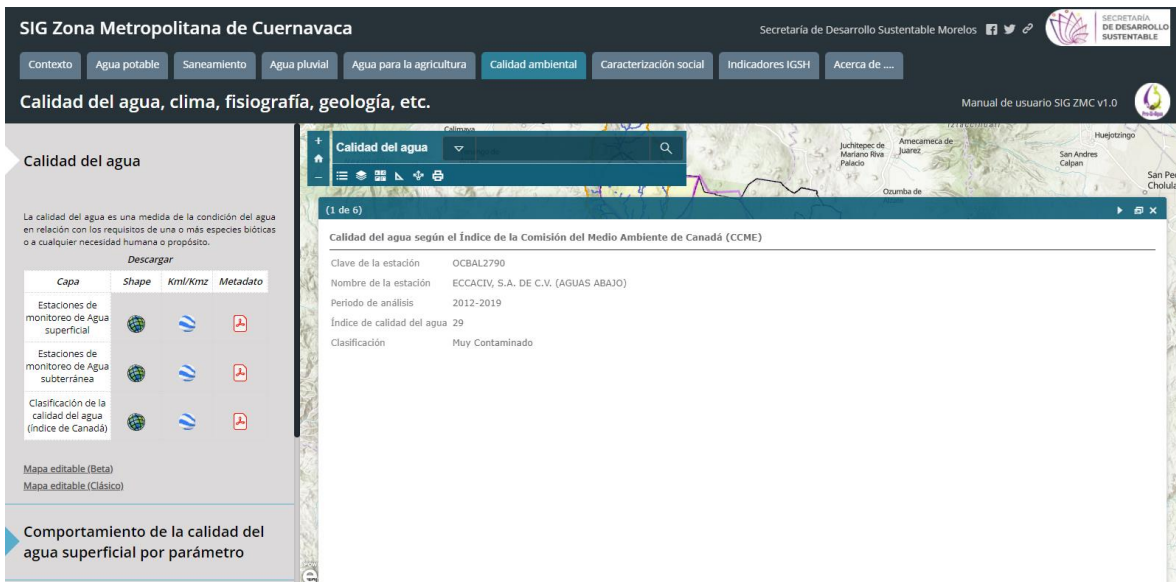 SIG Zona Metropolitana de Cuernavaca
Secretaría de Desarrollo Sustentable Morelos
SECRETARÍA
DE DESARROLLO
SUSTENTABLE
Contexto
Agua potable
Saneamiento
Agua pluvial
Agua para la agricultura
Calidad ambiental
Caracterización social
Indicadores IGSH
Acerca de ....
Calidad del agua, clima, fisiografía, geología, etc.
Manual de usuario SIG ZMC v1.0
Calidad del agua
La calidad del agua es una medida de la condición del agua
en relación con los requisitos de una o más especies bióticas
o a cualquier necesidad humana o propósito.
Descargar
Capa Shape Kml/Kmz Metadato
Estaciones de
monitoreo de Agua
superficial
Estaciones de
monitoreo de Agua
subterránea
Clasificación de la
calidad del agua
(índice de Canadá)
Mapa editable (Beta)
Mapa editable (Clásico)
Comportamiento de la calidad del
agua superficial por parámetro
Calimaya
Calidad del agua
Juchitepec de
Mariano Riva
Palacio
Amecameca de
Juarez
Huejotzingo
San Andres
Calpan
San Pe
Cholula
Ozumba de
(1 de 6)
Calidad del agua según el Índice de la Comisión del Medio Ambiente de Canadá (CCME)
Clave de la estación OCBAL2790
Nombre de la estación ECCACIV, S.A. DE C.V. (AGUAS ABAJO)
Periodo de análisis 2012-2019
Índice de calidad del agua 29
Clasificación Muy Contaminado